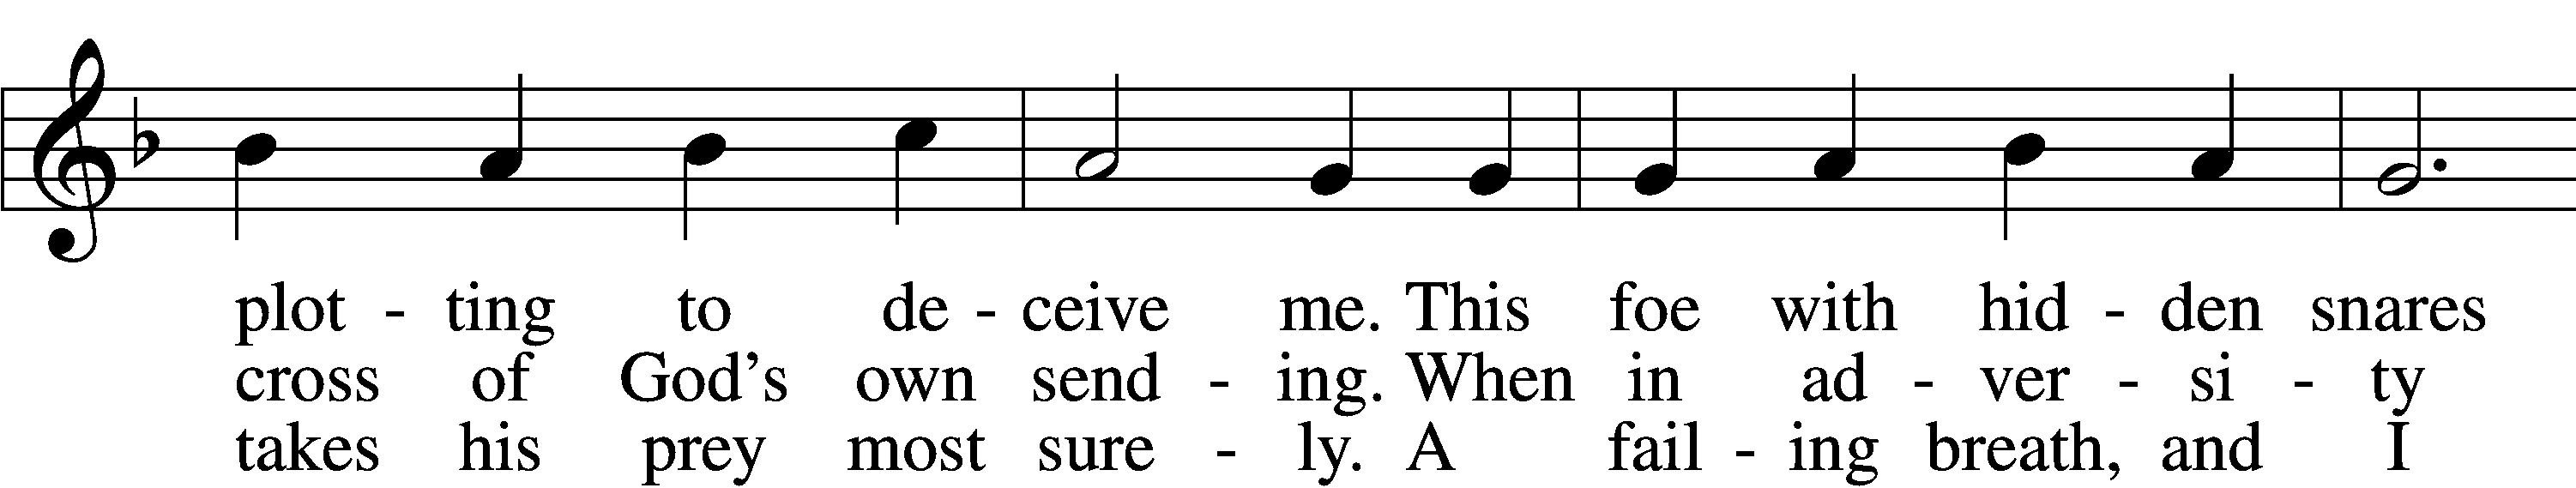 plot - ting to de - ceive me. This foe with hid - den snares
cross of God’s own send - ing. When in ad - ver - si - ty
takes his prey most sure - ly. A fail - ing breath, and I